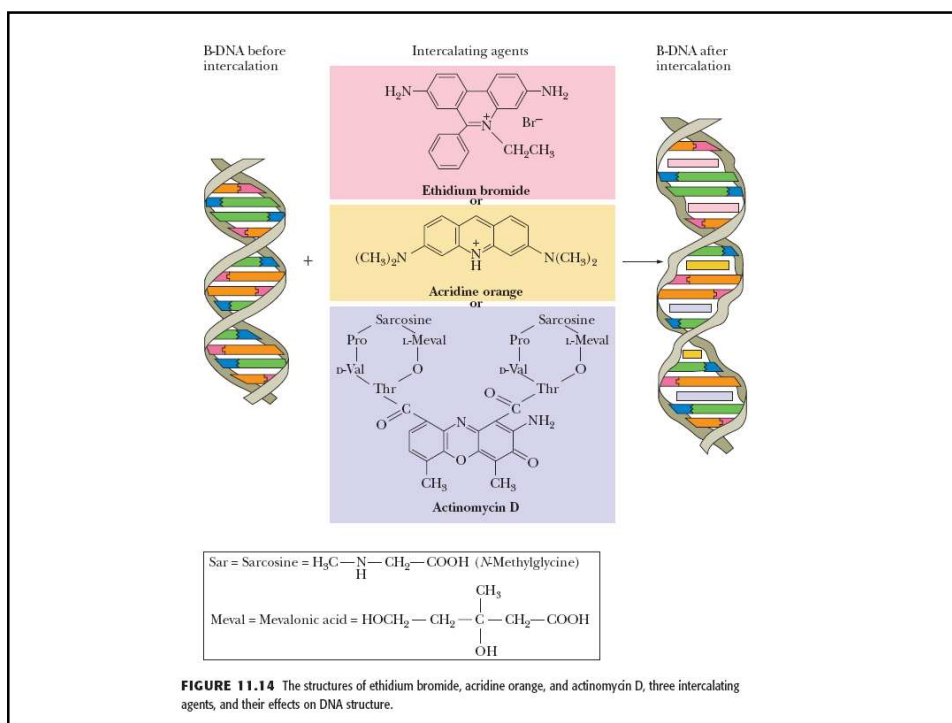 B-DNA before
intercalation
Intercalating agents
B-DNA after
intercalation
H₂N
NH₂
N⁺
Br⁻
CH₂CH₃
Ethidium bromide
or
+
(CH₃)₂N
N⁺
H
N(CH₃)₂
Acridine orange
or
Sarcosine
Sarcosine
Pro
L-Meval
Pro
L-Meval
D-Val
O
D-Val
O
Thr
Thr
O
C
O
C
N
NH₂
O
O
CH₃
CH₃
Actinomycin D
Sar = Sarcosine = H₃C—N—CH₂—COOH (N-Methylglycine)
H
CH₃
Meval = Mevalonic acid = HOCH₂—CH₂—C—CH₂—COOH
OH
FIGURE 11.14 The structures of ethidium bromide, acridine orange, and actinomycin D, three intercalating
agents, and their effects on DNA structure.